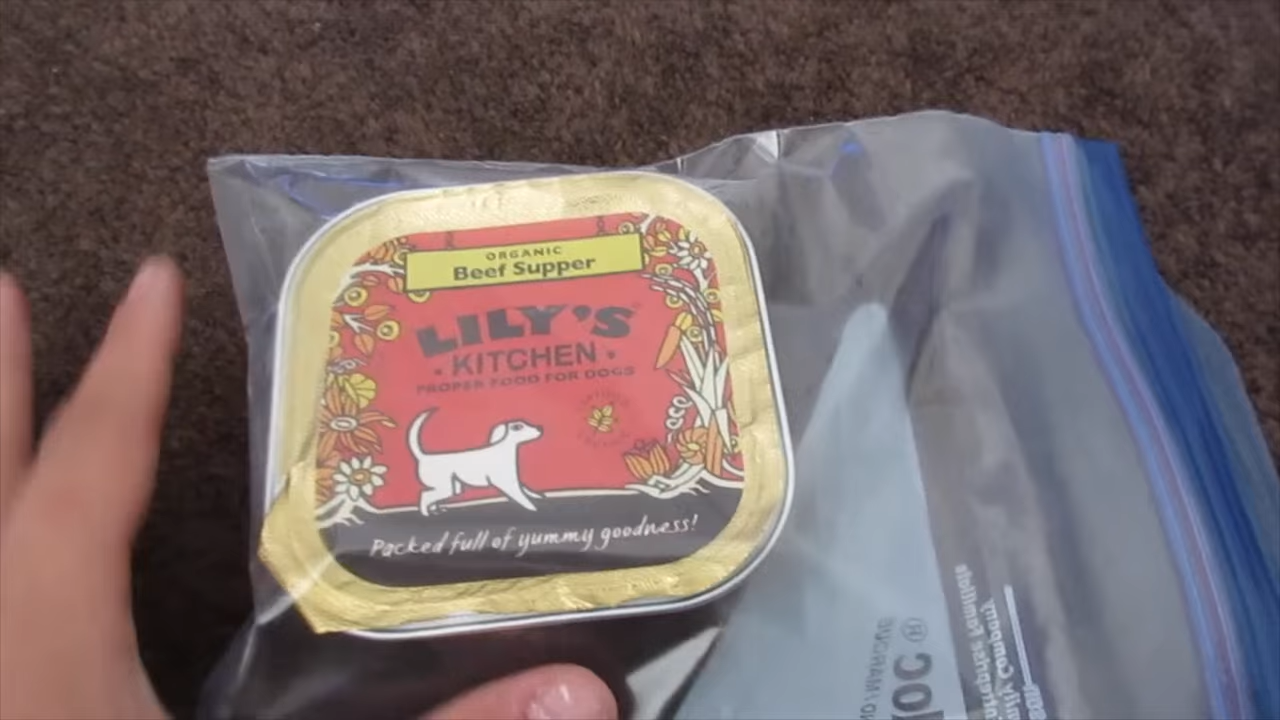 ORGANIC
Beef Supper
LILY'S
· KITCHEN ·
PROPER FOOD FOR DOGS
Packed full of yummy goodness!